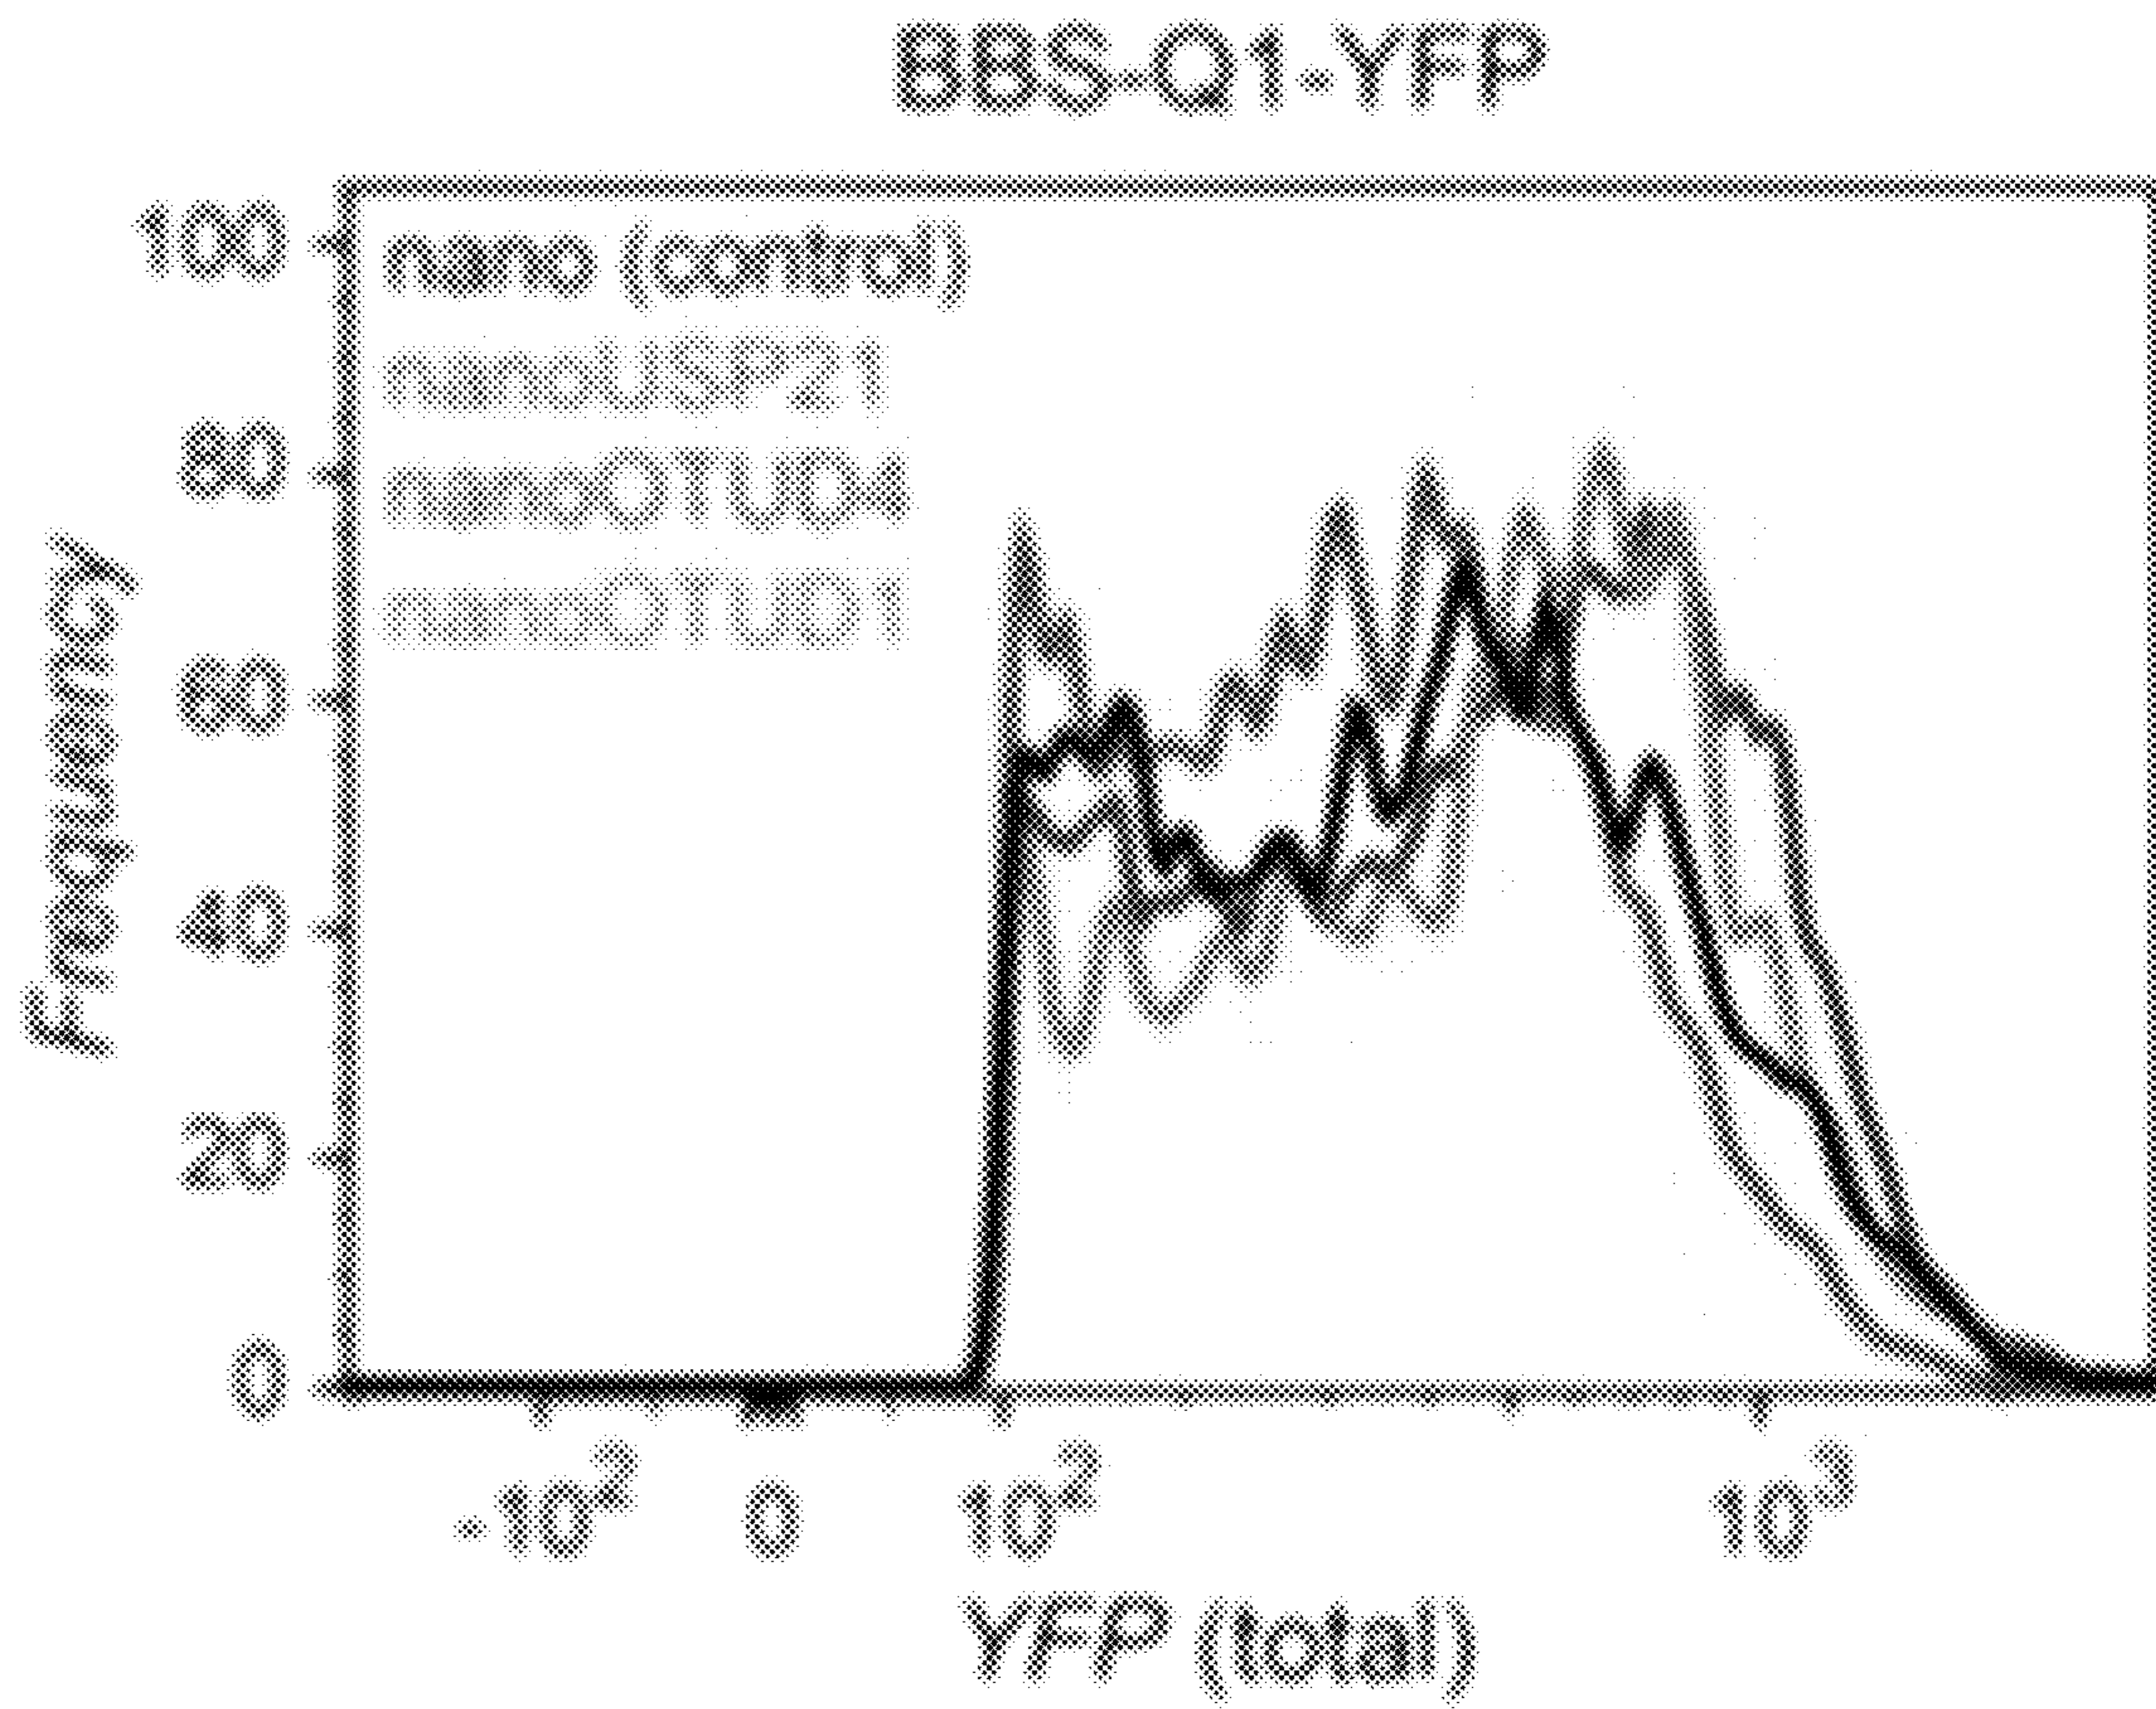 BBS-Q1-YFP
nano (control)
nanoUSP21
nanoOTUD4
nanoOTUD1
Frequency
100
80
60
40
20
0
-10²
0
10²
10³
YFP (total)